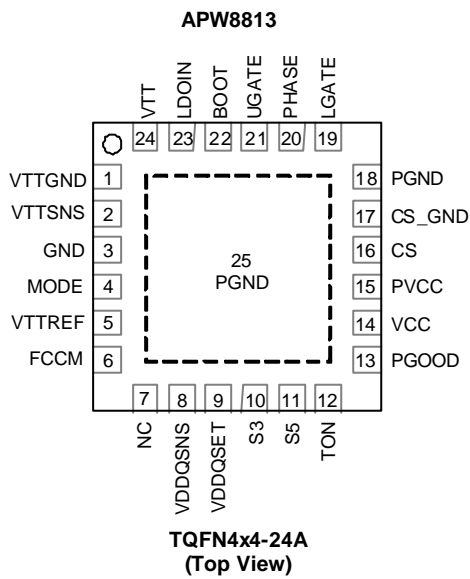 APW8813
VTT
LDOIN
BOOT
UGATE
PHASE
LGATE
24 23 22 21 20 19
VTTGND 1
VTTSNS 2
GND 3
MODE 4
VTTREF 5
FCCM 6
25
PGND
18 PGND
17 CS_GND
16 CS
15 PVCC
14 VCC
13 PGOOD
7 8 9 10 11 12
NC
VDDQSNS
VDDQSET
S3
S5
TON
TQFN4x4-24A
(Top View)